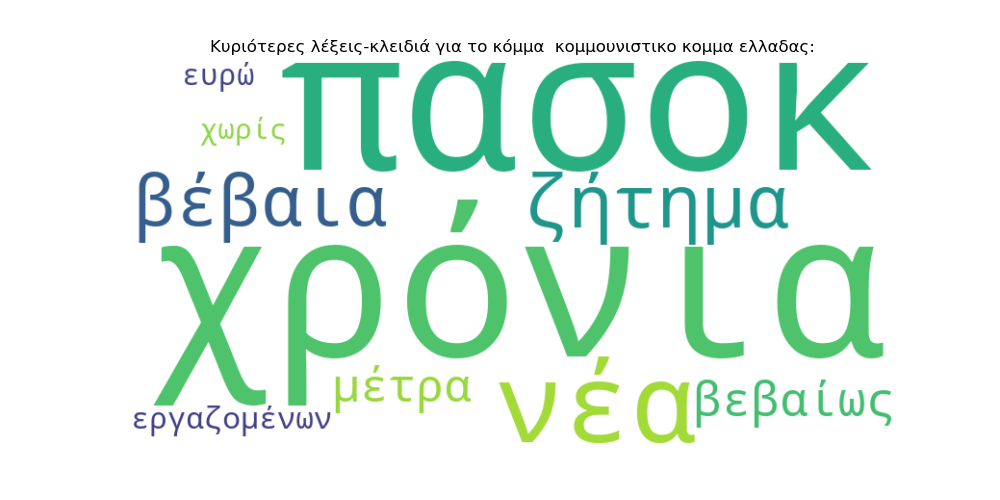 Κυριότερες λέξεις-κλειδιά για το κόμμα  κομμουνιστικο κομμα ελλαδας:
ευρώ
πασοκ
χωρίς
βέβαια
ζήτημα
χρόνια
μέτρα
νέα
βεβαίως
εργαζομένων